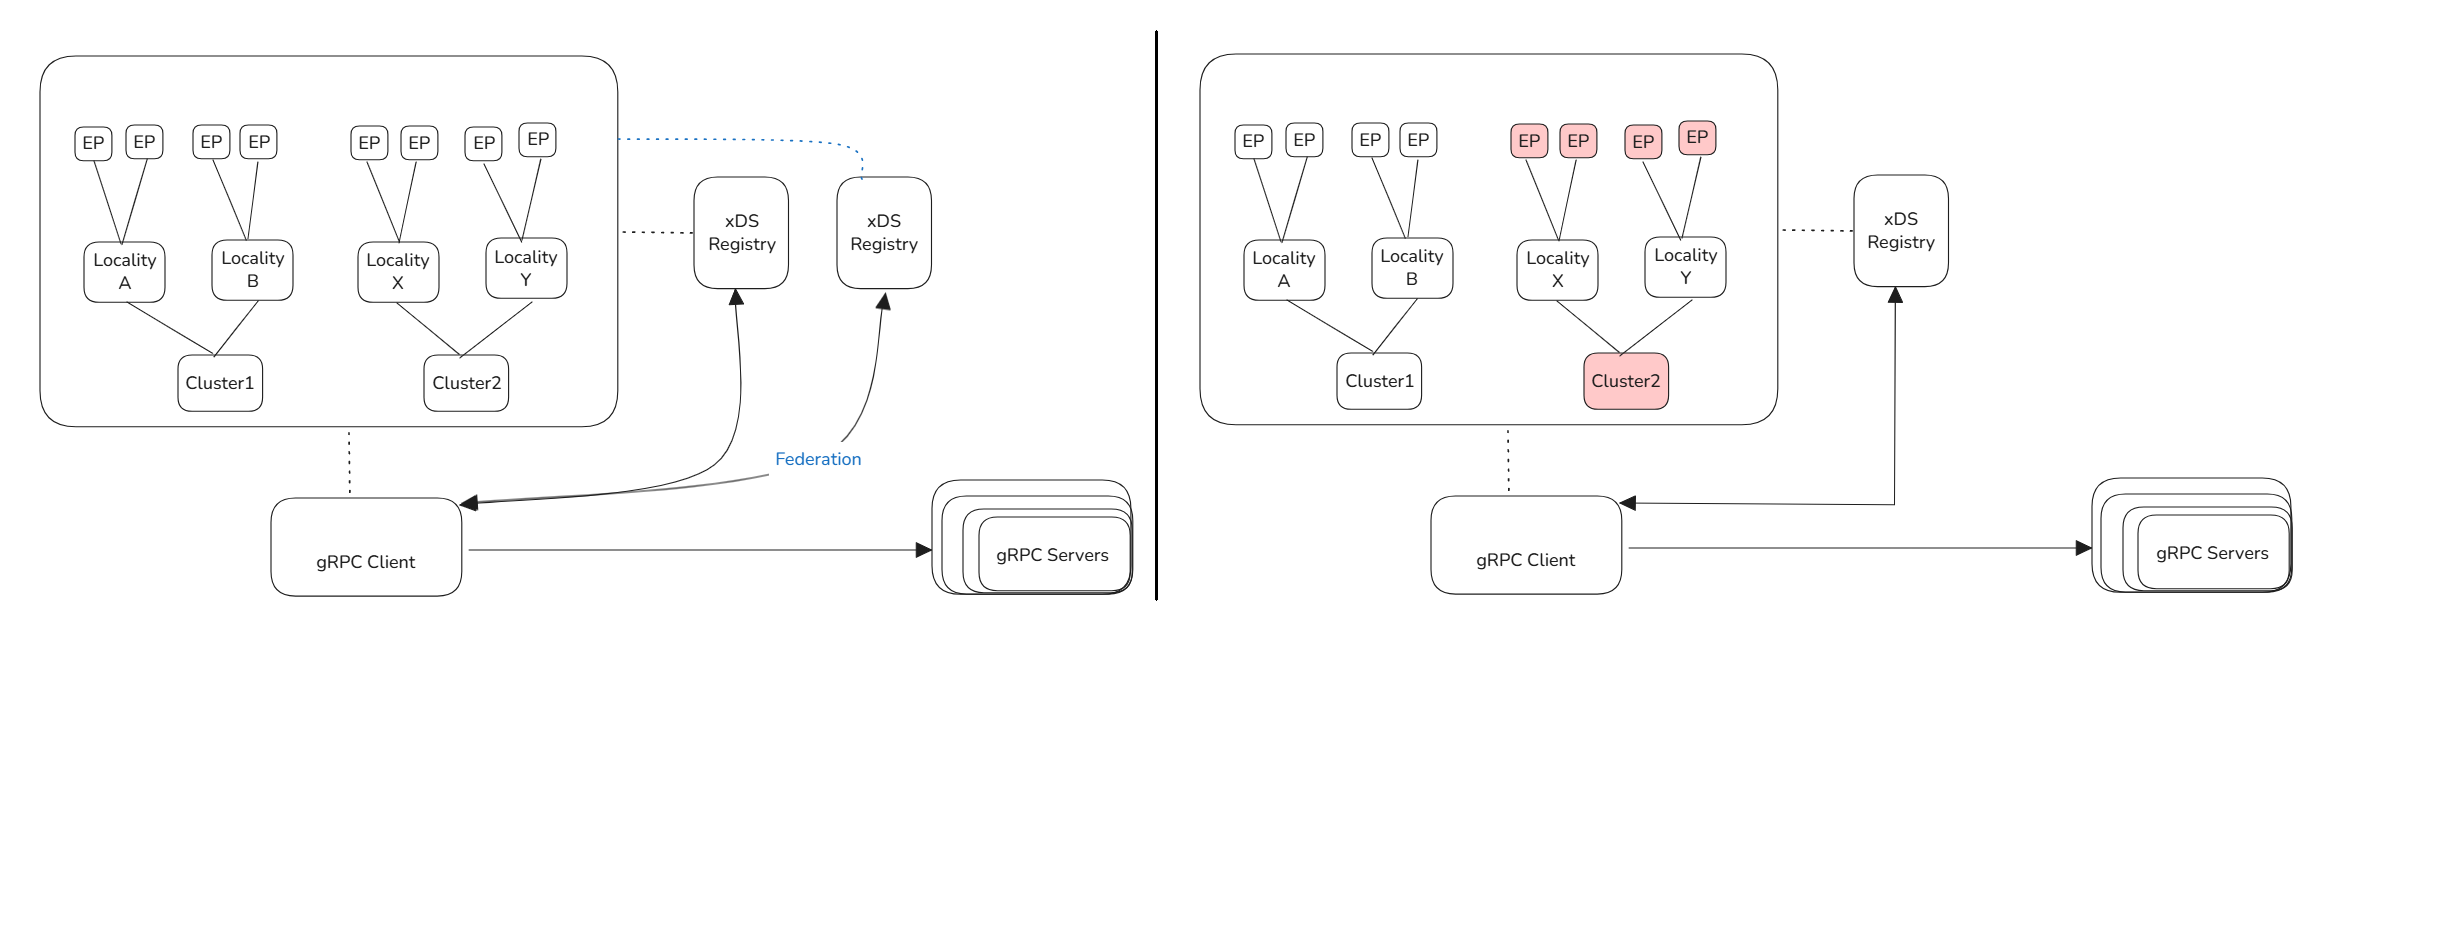 EP
EP
EP
EP
EP
EP
EP
EP
xDS
Registry
xDS
Registry
Locality
A
Locality
B
Locality
X
Locality
Y
Cluster1
Cluster2
Federation
gRPC Client
gRPC Servers
EP
EP
EP
EP
EP
EP
EP
EP
xDS
Registry
Locality
A
Locality
B
Locality
X
Locality
Y
Cluster1
Cluster2
gRPC Client
gRPC Servers